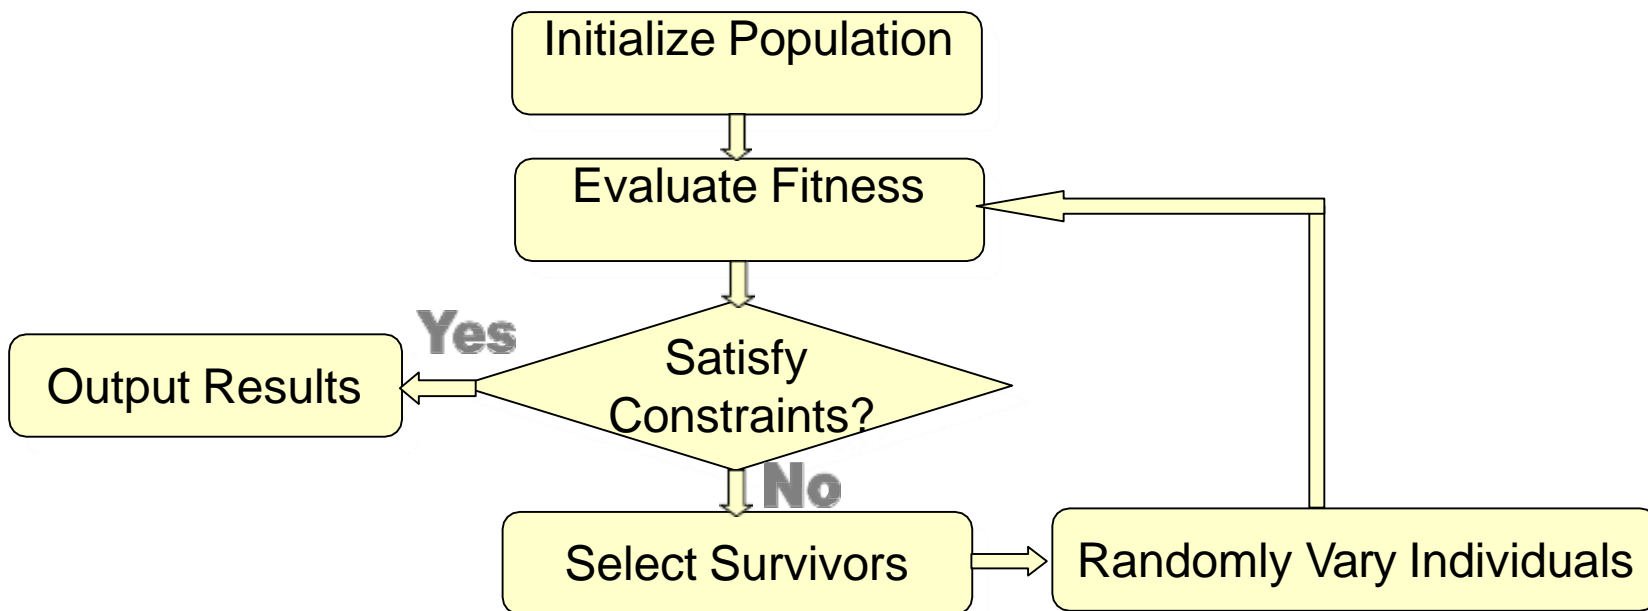 Initialize Population
Evaluate Fitness
Yes
Satisfy
Constraints?
Output Results
No
Select Survivors
Randomly Vary Individuals